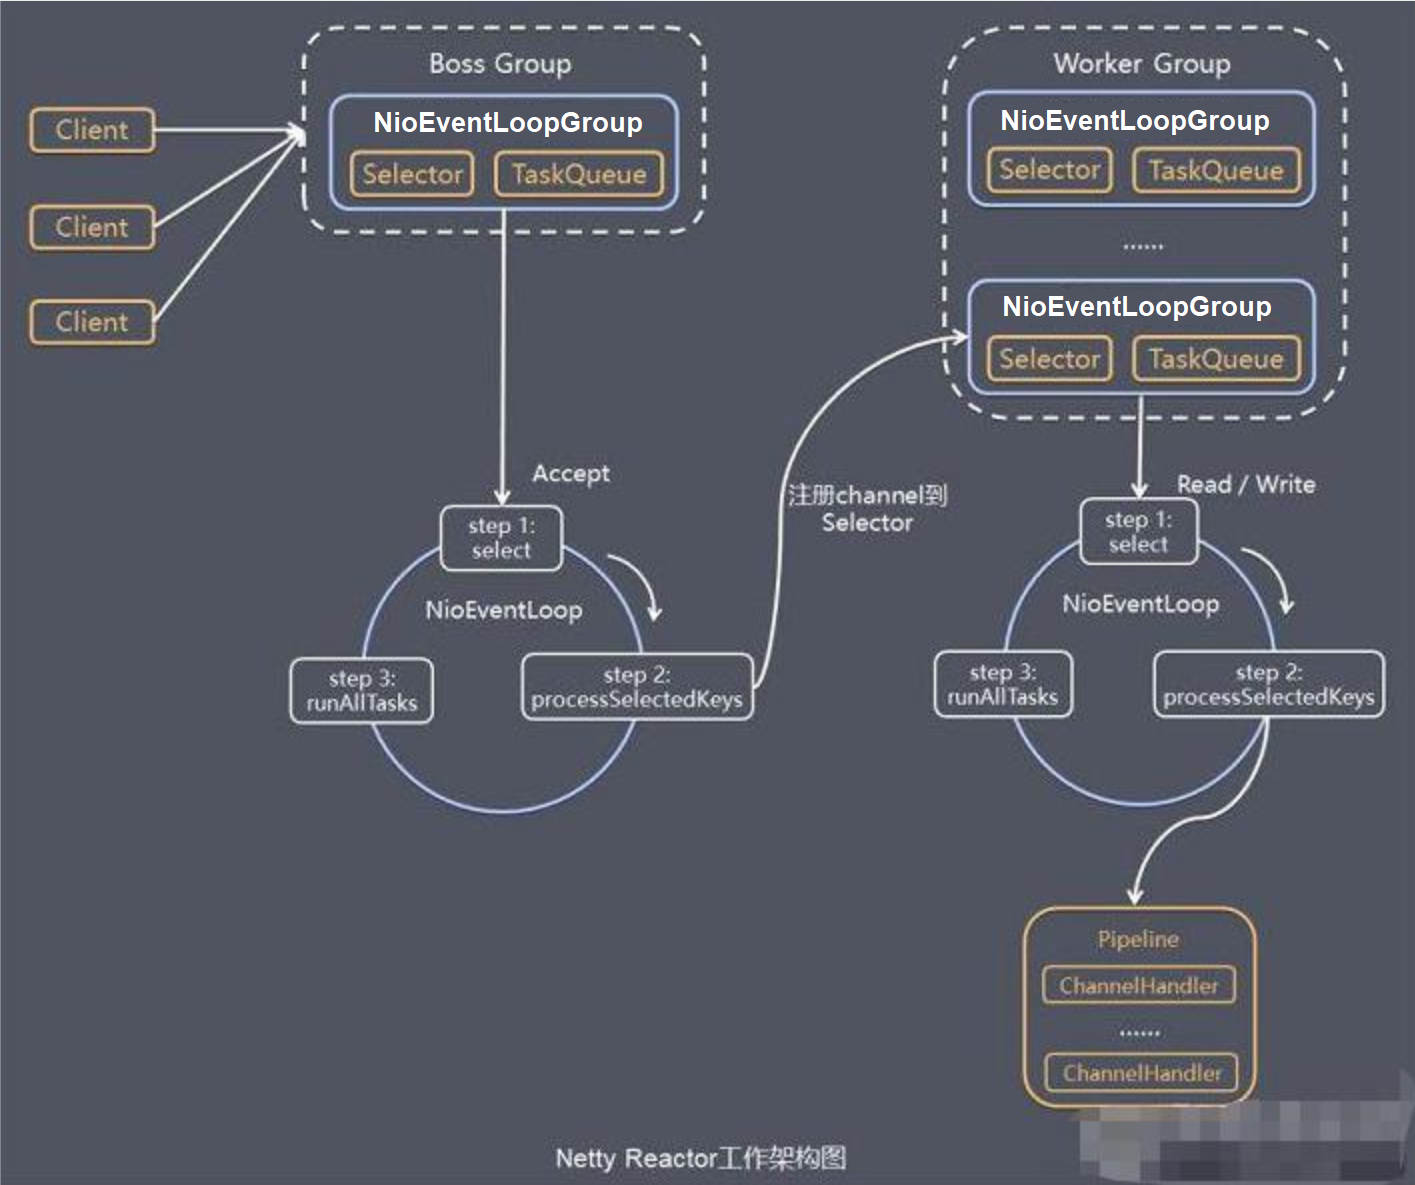 Boss Group
NioEventLoopGroup
Selector
TaskQueue
Client
Client
Client
Worker Group
NioEventLoopGroup
Selector
TaskQueue
......
NioEventLoopGroup
Selector
TaskQueue
Accept
step 1:
select
NioEventLoop
step 2:
processSelectedKeys
step 3:
runAllTasks
注册channel到
Selector
Read / Write
step 1:
select
NioEventLoop
step 2:
processSelectedKeys
step 3:
runAllTasks
Pipeline
ChannelHandler
......
ChannelHandler
Netty Reactor工作架构图